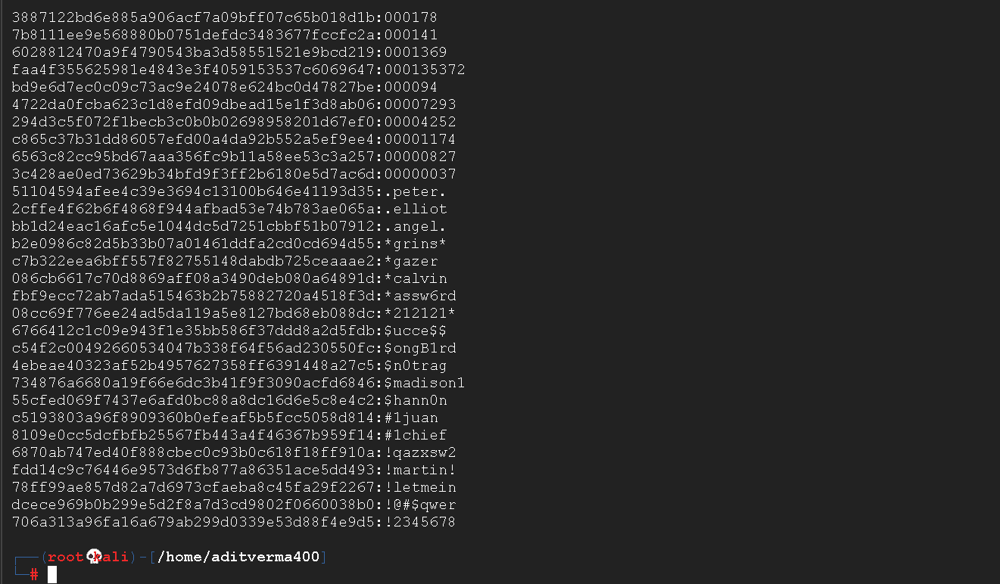 3887122bd6e885a906acf7a09bff07c65b018d1b:000178
7b8111ee9e568880b0751defdc3483677fccfc2a:000141
6028812470a9f4790543ba3d58551521e9bcd219:0001369
faa4f355625981e4843e3f4059153537c6069647:000135372
bd9e6d7ec0c09c73ac9e24078e624bc0d47827be:000094
4722da0fcba623c1d8efd09dbead15e1f3d8ab06:00007293
294d3c5f072f1becb3c0b0b02698958201d67ef0:00004252
c865c37b31dd86057efd00a4da92b552a5ef9ee4:00001174
6563c82cc95bd67aaa356fc9b11a58ee53c3a257:00000827
3c428ae0ed73629b34bfd9f3ff2b6180e5d7ac6d:00000037
51104594afee4c39e3694c13100b646e41193d35:.peter.
2cffe4f62b6f4868f944afbad53e74b783ae065a:.elliot
bb1d24eac16afc5e1044dc5d7251cbbf51b07912:.angel.
b2e0986c82d5b33b07a01461ddfa2cd0cd694d55:*grins*
c7b322eea6bff557f82755148dabdb725ceaaae2:*gazer
086cb6617c70d8869aff08a3490deb080a64891d:*calvin
fbf9ecc72ab7ada515463b2b75882720a4518f3d:*assw6rd
08cc69f776ee24ad5da119a5e8127bd68eb088dc:*212121*
6766412c1c09e943f1e35bb586f37ddd8a2d5fdb:$ucce$$
c54f2c00492660534047b338f64f56ad230550fc:$ongB1rd
4ebeae40323af52b4957627358ff6391448a27c5:$n0trag
734876a6680a19f66e6dc3b41f9f3090acfd6846:$madison1
55cfed069f7437e6afd0bc88a8dc16d6e5c8e4c2:$hann0n
c5193803a96f8909360b0efeaf5b5fcc5058d814:#1juan
8109e0cc5dcfbfb25567fb443a4f46367b959f14:#1chief
6870ab747ed40f888cbec0c93b0c618f18ff910a:!qazxsw2
fdd14c9c76446e9573d6fb877a86351ace5dd493:!martin!
78ff99ae857d82a7d6973cfaeba8c45fa29f2267:!letmein
dcece969b0b299e5d2f8a7d3cd9802f0660038b0:!@#$qwer
706a313a96fa16a679ab299d0339e53d88f4e9d5:!2345678
┌──(root💀kali)-[/home/aditverma400]
└─#